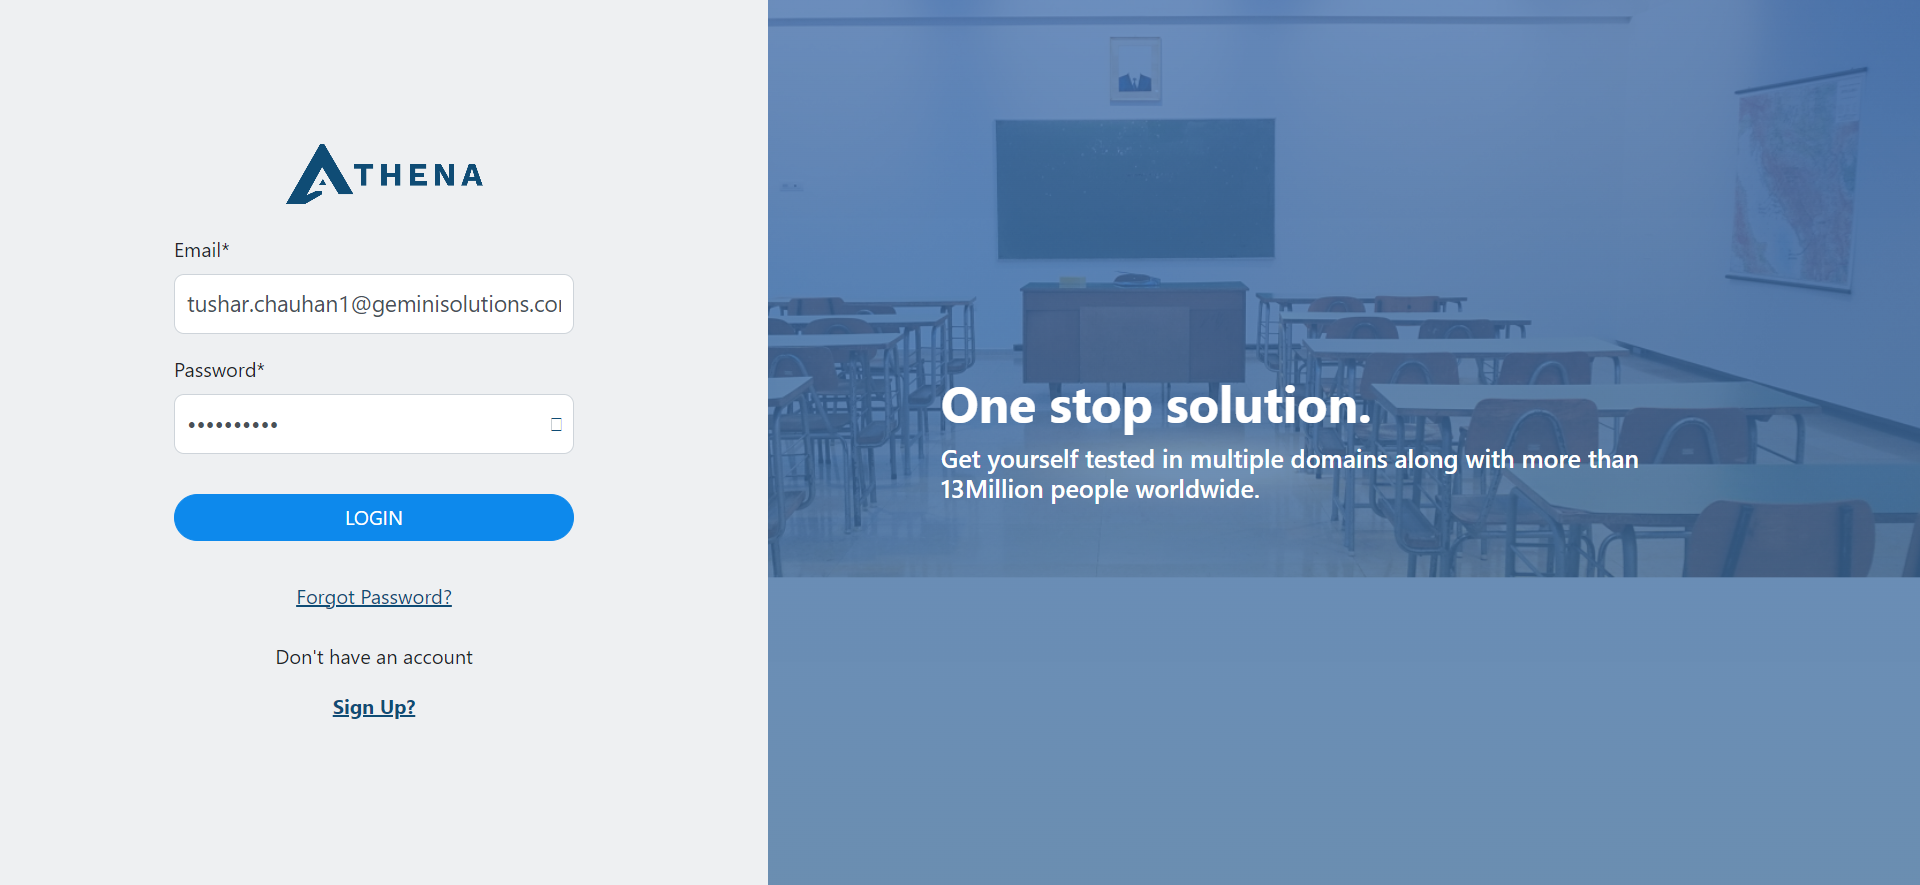 ATHENA
Email*
tushar.chauhan1@geminisolutions.co
Password*
••••••••••
LOGIN
Forgot Password?
Don't have an account
Sign Up?
One stop solution.
Get yourself tested in multiple domains along with more than
13Million people worldwide.